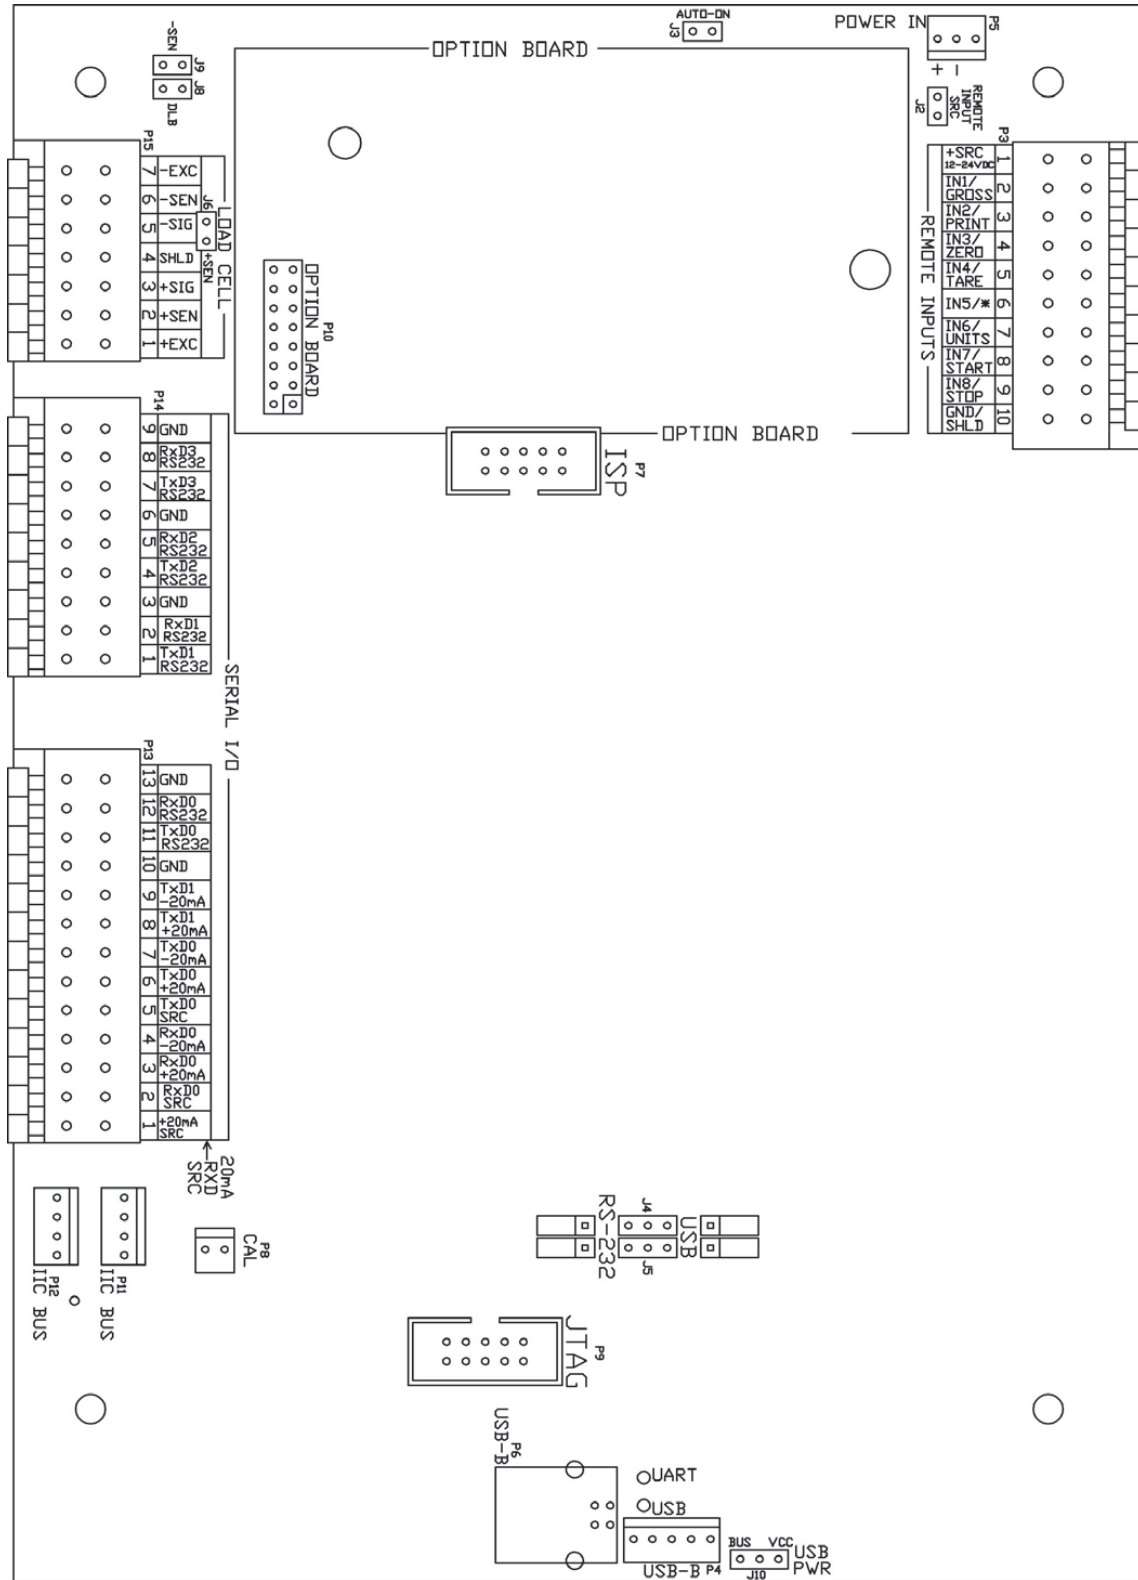 AUTO-ON
J3
POWER IN
P5
+ -
OPTION BOARD
-SEN
J9
J8
DLB
REMOTE
INPUT
SRC
J2
P15
7 -EXC
6 -SEN
5 -SIG
4 SHLD
3 +SIG
2 +SEN
1 +EXC
J6
+SEN
LOAD CELL
P10
OPTION BOARD
P3
+SRC
12-24VDC 1
IN1/
GROSS 2
IN2/
PRINT 3
IN3/
ZERO 4
IN4/
TARE 5
IN5/* 6
IN6/
UNITS 7
IN7/
START 8
IN8/
STOP 9
GND/
SHLD 10
REMOTE INPUTS
OPTION BOARD
ISP
P7
P14
9 GND
8 RxD3
RS232
7 TxD3
RS232
6 GND
5 RxD2
RS232
4 TxD2
RS232
3 GND
2 RxD1
RS232
1 TxD1
RS232
SERIAL I/O
P13
13 GND
12 RxD0
RS232
11 TxD0
RS232
10 GND
9 TxD1
-20mA
8 TxD1
+20mA
7 TxD0
-20mA
6 TxD0
+20mA
5 TxD0
SRC
4 RxD0
-20mA
3 RxD0
+20mA
2 RxD0
SRC
1 +20mA
SRC
20mA
RXD
SRC
P12
IIC BUS
P11
IIC BUS
P8
CAL
RS-232
J4
J5
USB
JTAG
P9
P6
USB-B
UART
USB
USB-B P4
BUS VCC
J10
USB
PWR